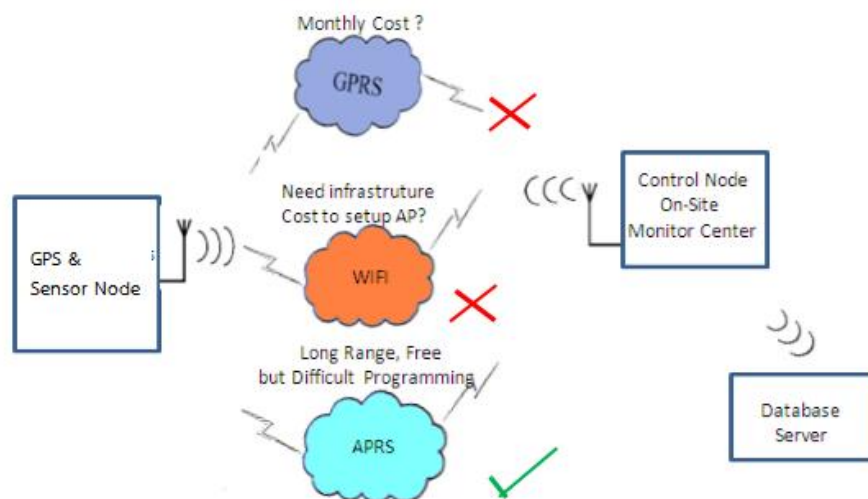 Monthly Cost ?
GPRS
Need infrastruture
Cost to setup AP?
WIFI
Long Range, Free
but Difficult Programming
APRS
GPS &
Sensor Node
Control Node
On-Site
Monitor Center
Database
Server